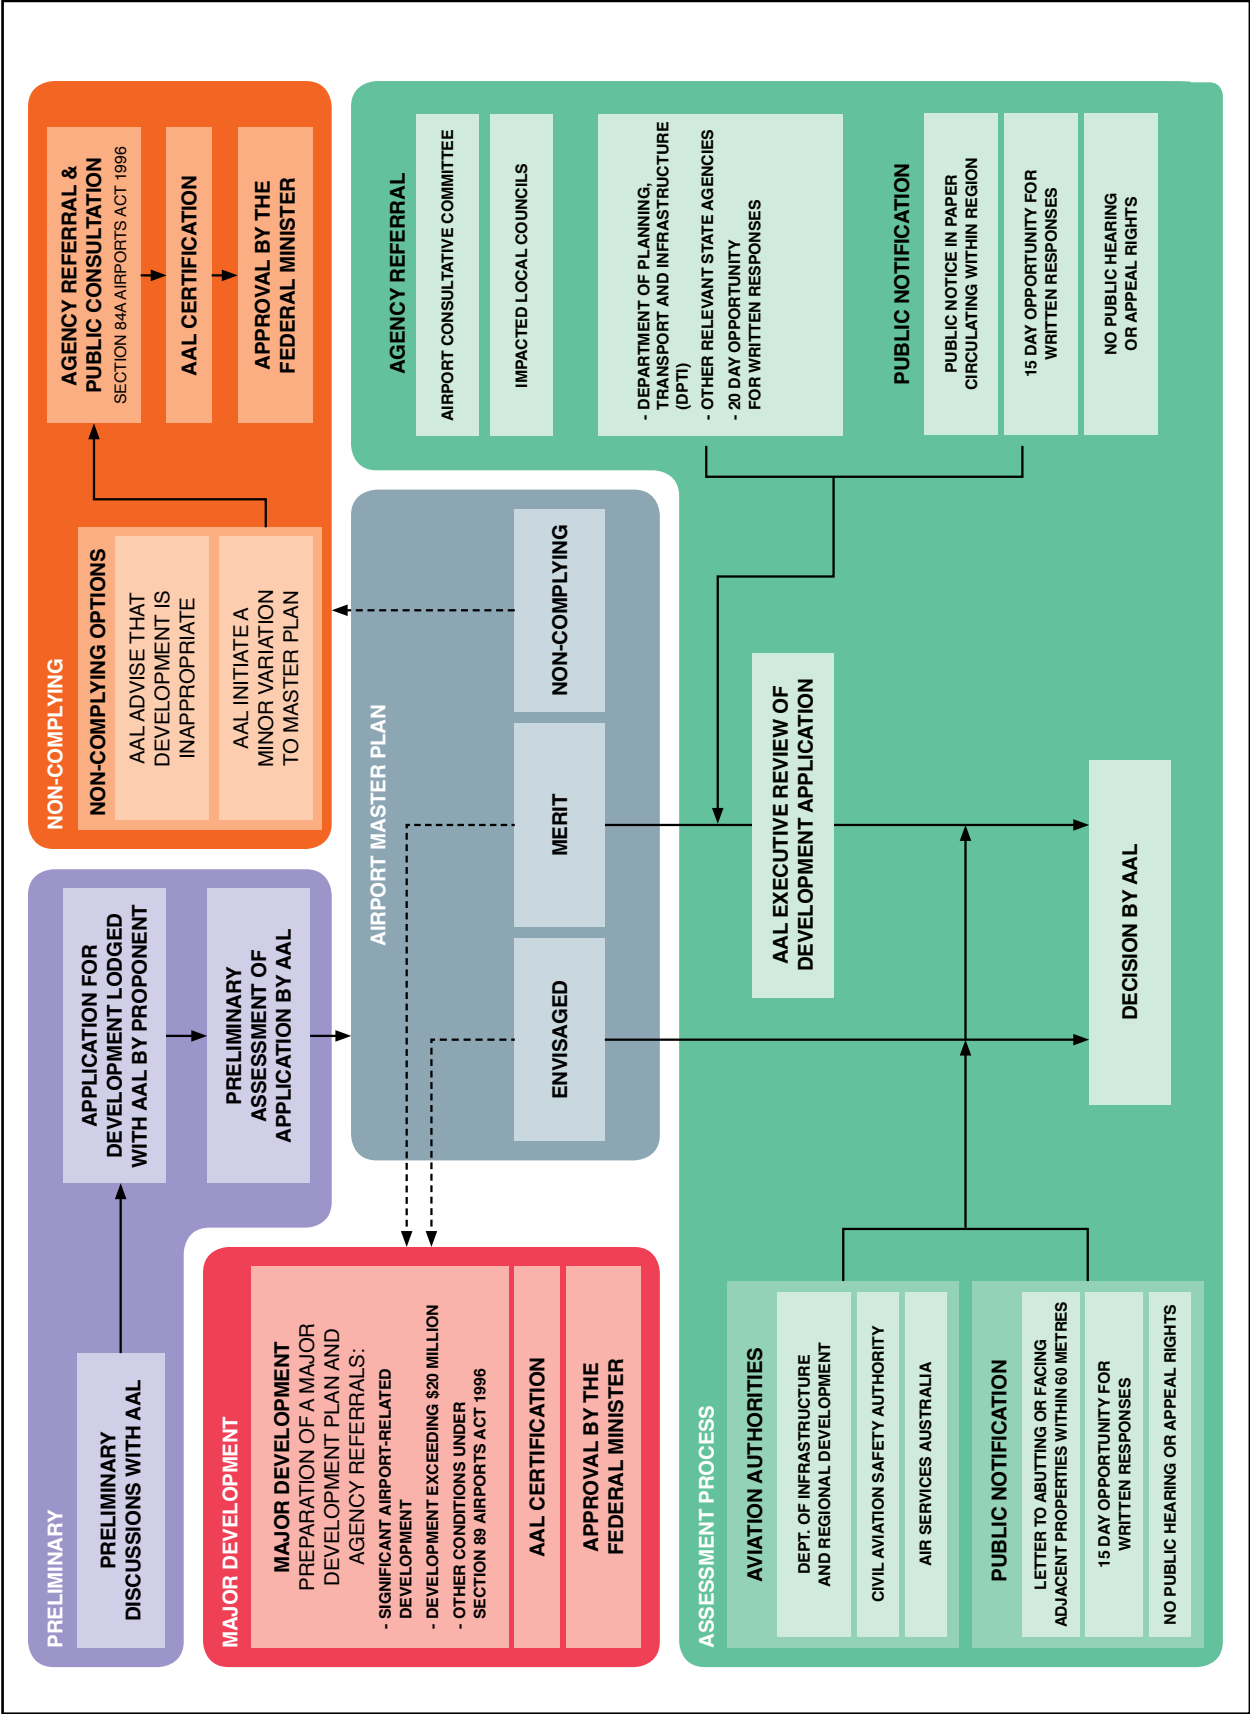 PRELIMINARY
PRELIMINARY
DISCUSSIONS WITH AAL
APPLICATION FOR
DEVELOPMENT LODGED
WITH AAL BY PROPONENT
PRELIMINARY
ASSESSMENT OF
APPLICATION BY AAL
NON-COMPLYING
NON-COMPLYING OPTIONS
AAL ADVISE THAT
DEVELOPMENT IS
INAPPROPRIATE
AAL INITIATE A
MINOR VARIATION
TO MASTER PLAN
AGENCY REFERRAL &
PUBLIC CONSULTATION
SECTION 84A AIRPORTS ACT 1996
AAL CERTIFICATION
APPROVAL BY THE
FEDERAL MINISTER
MAJOR DEVELOPMENT
MAJOR DEVELOPMENT
PREPARATION OF A MAJOR
DEVELOPMENT PLAN AND
AGENCY REFERRALS:
- SIGNIFICANT AIRPORT-RELATED
DEVELOPMENT
- DEVELOPMENT EXCEEDING $20 MILLION
- OTHER CONDITIONS UNDER
SECTION 89 AIRPORTS ACT 1996
AAL CERTIFICATION
APPROVAL BY THE
FEDERAL MINISTER
AIRPORT MASTER PLAN
ENVISAGED
MERIT
NON-COMPLYING
ASSESSMENT PROCESS
AVIATION AUTHORITIES
DEPT. OF INFRASTRUCTURE
AND REGIONAL DEVELOPMENT
CIVIL AVIATION SAFETY AUTHORITY
AIR SERVICES AUSTRALIA
PUBLIC NOTIFICATION
LETTER TO ABUTTING OR FACING
ADJACENT PROPERTIES WITHIN 60 METRES
15 DAY OPPORTUNITY FOR
WRITTEN RESPONSES
NO PUBLIC HEARING OR APPEAL RIGHTS
AAL EXECUTIVE REVIEW OF
DEVELOPMENT APPLICATION
DECISION BY AAL
AGENCY REFERRAL
AIRPORT CONSULTATIVE COMMITTEE
IMPACTED LOCAL COUNCILS
- DEPARTMENT OF PLANNING,
TRANSPORT AND INFRASTRUCTURE
(DPTI)
- OTHER RELEVANT STATE AGENCIES
- 20 DAY OPPORTUNITY
FOR WRITTEN RESPONSES
PUBLIC NOTIFICATION
PUBLIC NOTICE IN PAPER
CIRCULATING WITHIN REGION
15 DAY OPPORTUNITY FOR
WRITTEN RESPONSES
NO PUBLIC HEARING
OR APPEAL RIGHTS